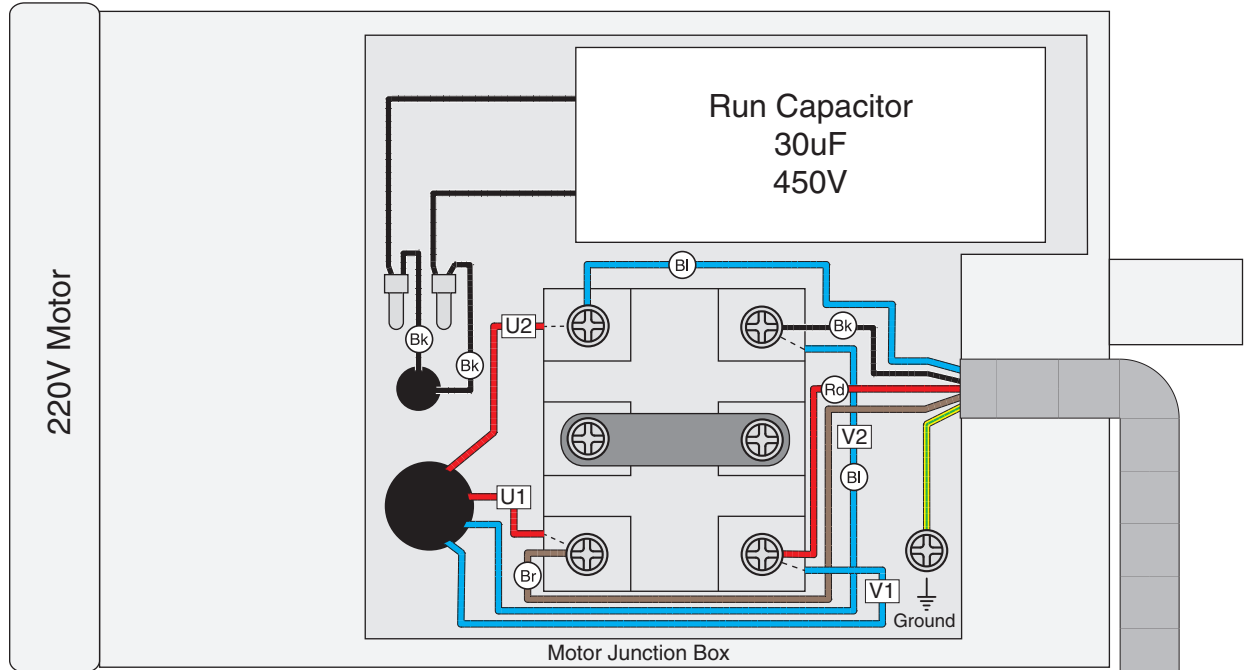 220V Motor
Run Capacitor
30uF
450V
Bl
U2
Bk
Bk
Bk
Rd
V2
Bl
U1
Br
V1
Ground
Motor Junction Box